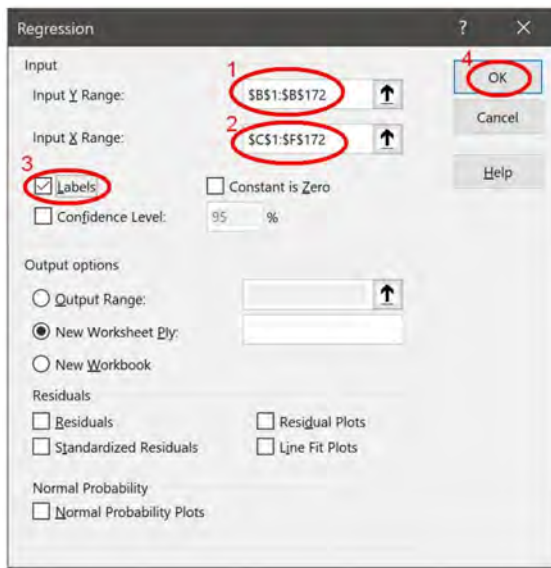 Regression ? ×
Input
1
Input Y Range: $B$1:$B$172
4
OK
2
Input X Range: $C$1:$F$172
Cancel
3
Labels Constant is Zero
Help
Confidence Level: 95 %
Output options
Output Range:
New Worksheet Ply:
New Workbook
Residuals
Residuals Residual Plots
Standardized Residuals Line Fit Plots
Normal Probability
Normal Probability Plots